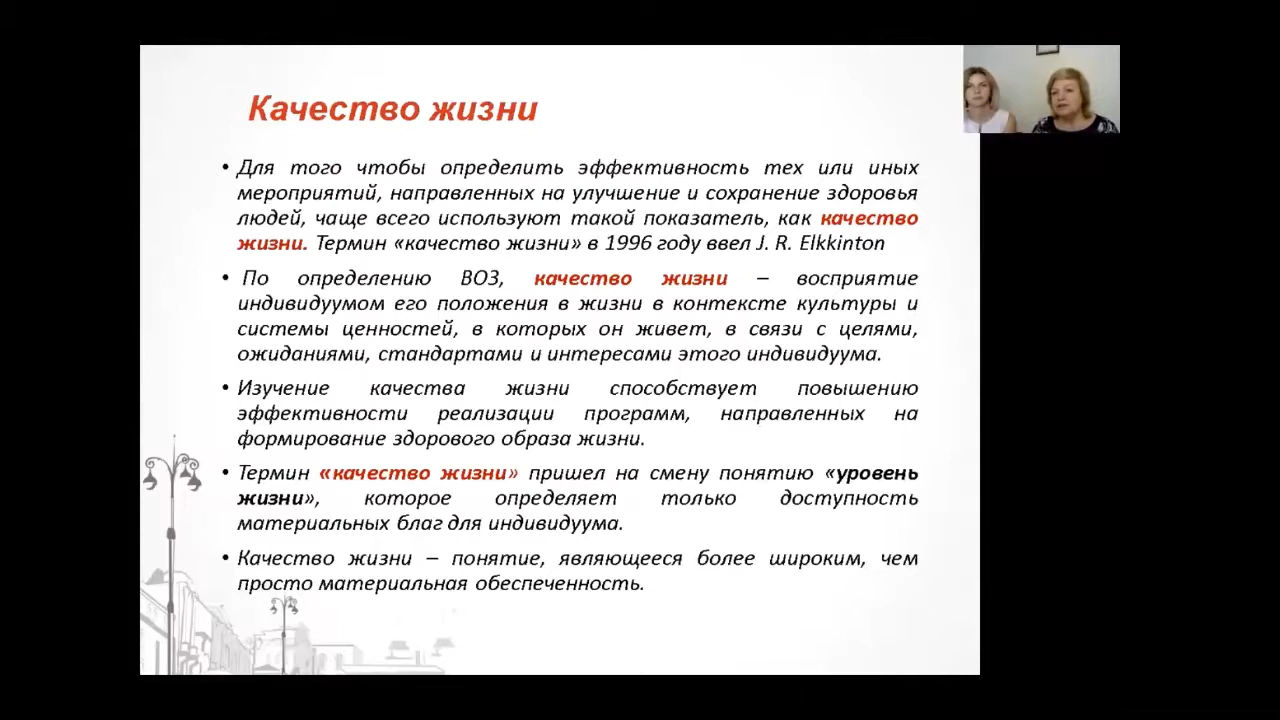 Качество жизни
• Для того чтобы определить эффективность тех или иных
мероприятий, направленных на улучшение и сохранение здоровья
людей, чаще всего используют такой показатель, как качество
жизни. Термин «качество жизни» в 1996 году ввел J. R. Elkkinton
• По определению ВОЗ, качество жизни – восприятие
индивидуумом его положения в жизни в контексте культуры и
системы ценностей, в которых он живет, в связи с целями,
ожиданиями, стандартами и интересами этого индивидуума.
• Изучение качества жизни способствует повышению
эффективности реализации программ, направленных на
формирование здорового образа жизни.
• Термин «качество жизни» пришел на смену понятию «уровень
жизни», которое определяет только доступность
материальных благ для индивидуума.
• Качество жизни – понятие, являющееся более широким, чем
просто материальная обеспеченность.